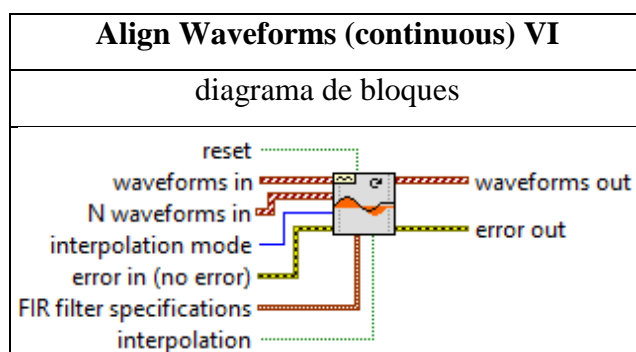 Align Waveforms (continuous) VI
diagrama de bloques
reset
waveforms in
waveforms out
N waveforms in
interpolation mode
error out
error in (no error)
FIR filter specifications
interpolation